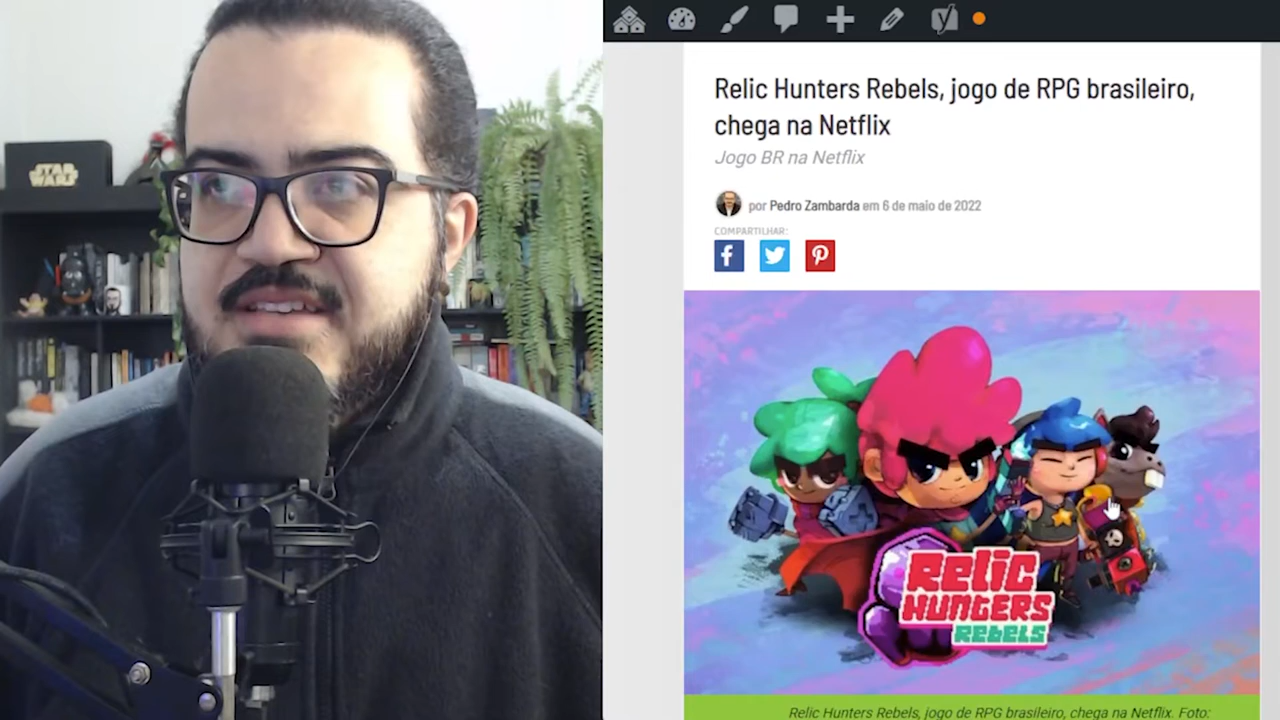 STAR
WARS
Relic Hunters Rebels, jogo de RPG brasileiro,
chega na Netflix
Jogo BR na Netflix
por Pedro Zambarda em 6 de maio de 2022
COMPARTILHAR:
RELIC
HUNTERS
REBELS
Relic Hunters Rebels, jogo de RPG brasileiro, chega na Netflix. Foto: